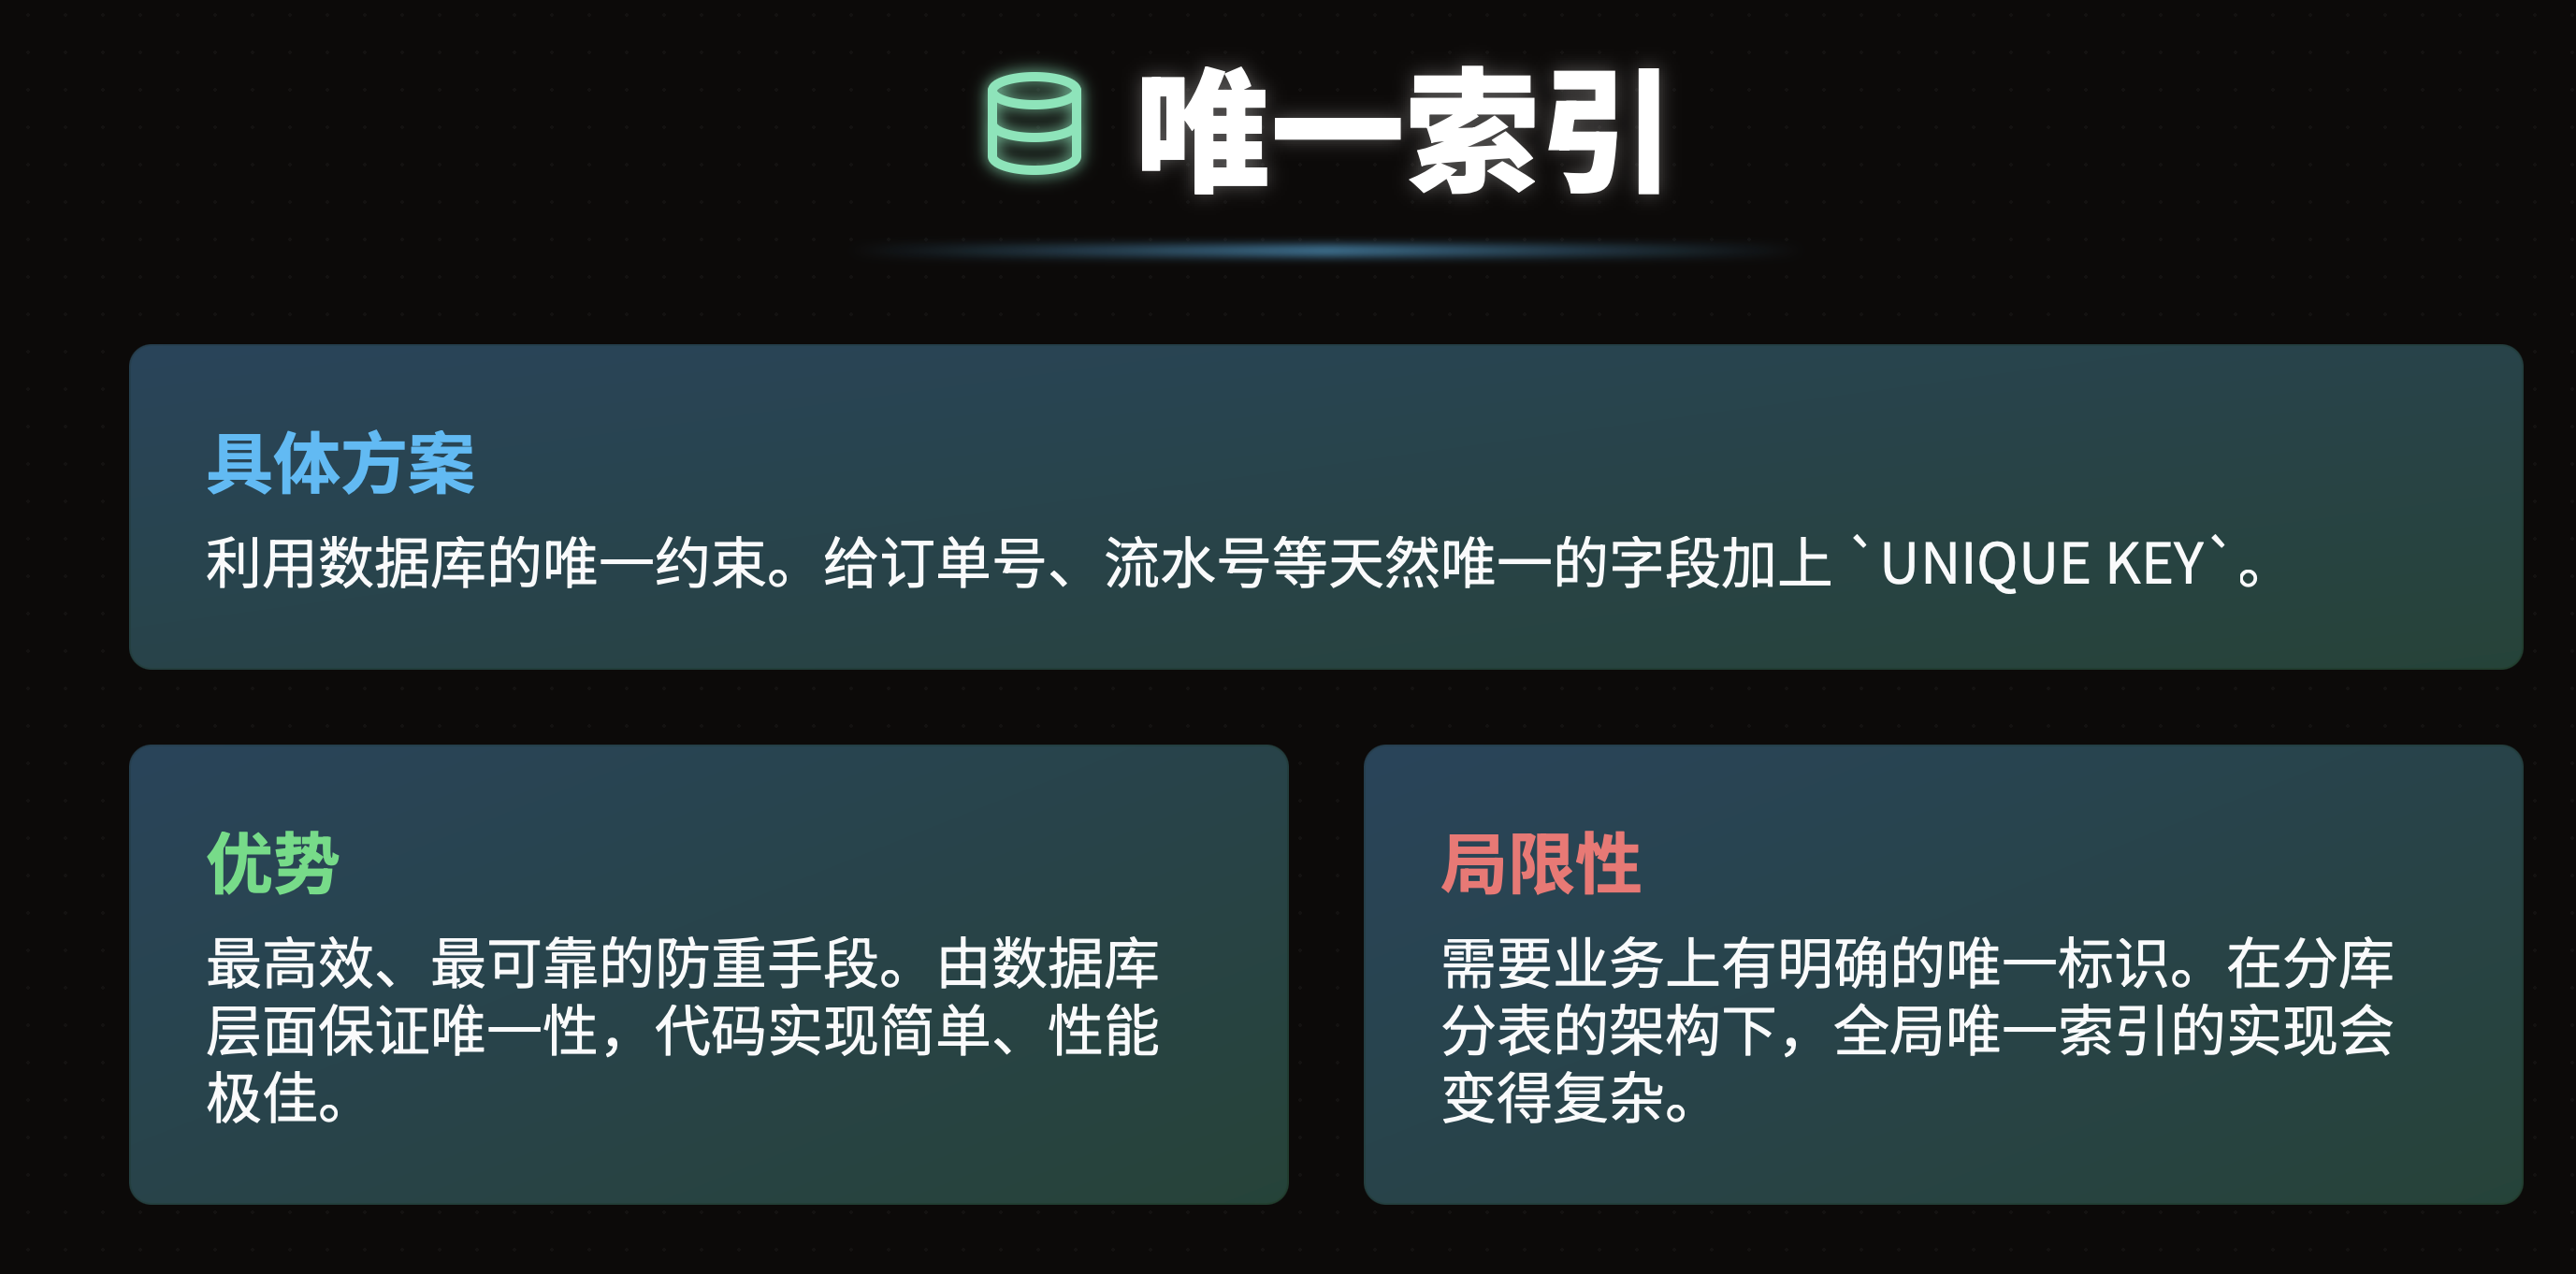 唯一索引
具体方案
利用数据库的唯一约束。给订单号、流水号等天然唯一的字段加上 `UNIQUE KEY`。
优势
最高效、最可靠的防重手段。由数据库
层面保证唯一性，代码实现简单、性能
极佳。
局限性
需要业务上有明确的唯一标识。在分库
分表的架构下，全局唯一索引的实现会
变得复杂。